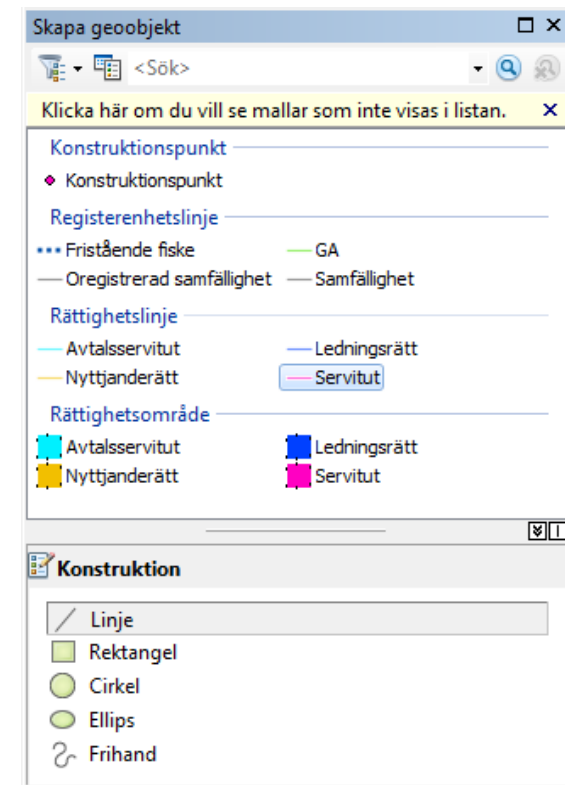 Skapa geoobjekt
<Sök>
Klicka här om du vill se mallar som inte visas i listan.
Konstruktionspunkt
Konstruktionspunkt
Registerenhetslinje
Fristående fiske GA
Oregistrerad samfällighet Samfällighet
Rättighetslinje
Avtalsservitut Ledningsrätt
Nyttjanderätt Servitut
Rättighetsområde
Avtalsservitut Ledningsrätt
Nyttjanderätt Servitut
Konstruktion
Linje
Rektangel
Cirkel
Ellips
Frihand